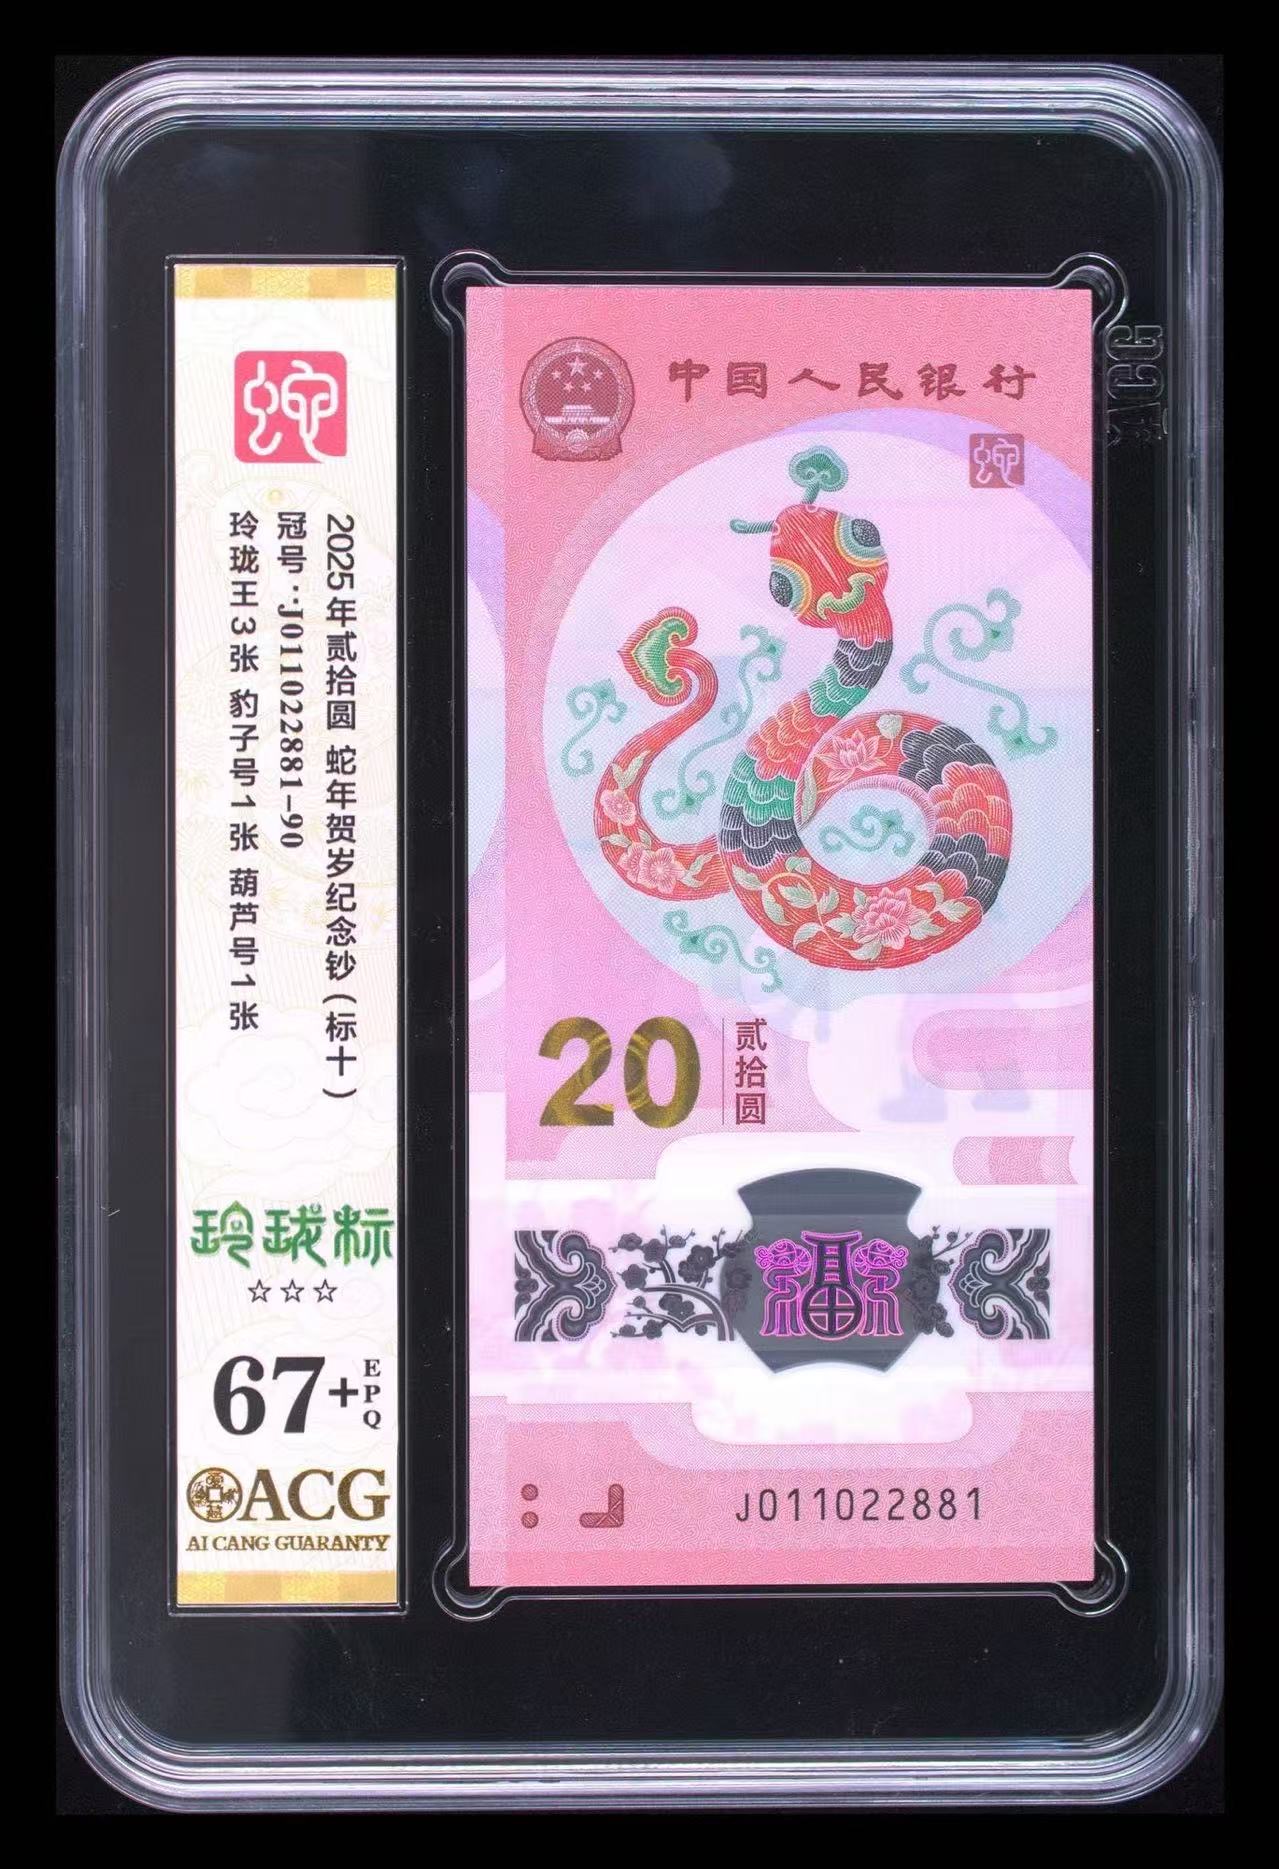 蛇
2025年贰拾圆 蛇年贺岁纪念钞(标十)
冠号:J011022881-90
玲珑王3张 豹子号1张 葫芦号1张
玲珑标
☆☆☆
67+EPQ
ACG
AI CANG GUARANTY
中国人民银行
蛇
20
贰拾圆
福
J011022881
ACG